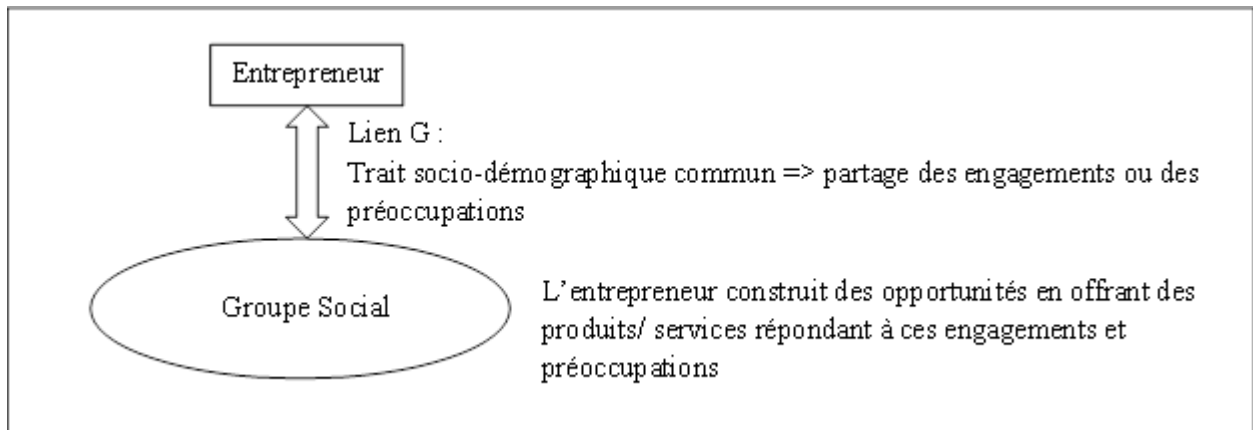 Entrepreneur
Lien G :
Trait socio-démographique commun => partage des engagements ou des
préoccupations
Groupe Social
L'entrepreneur construit des opportunités en offrant des
produits/ services répondant à ces engagements et
préoccupations